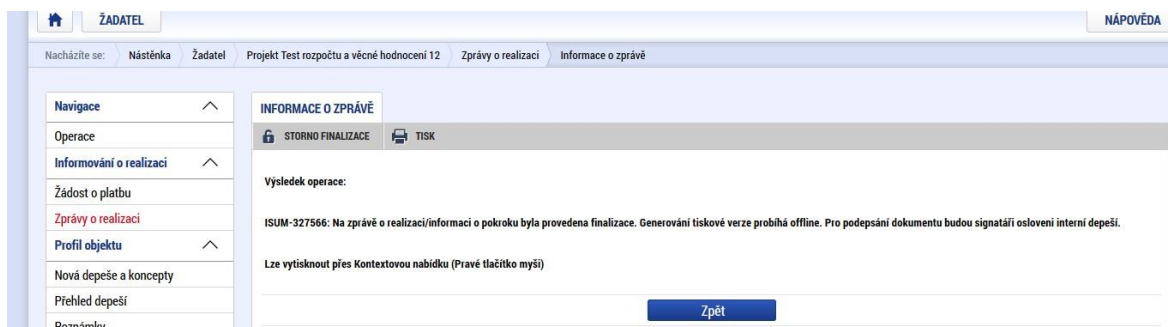 ŽADATEL
NÁPOVĚDA
Nacházíte se: Nástěnka Žadatel Projekt Test rozpočtu a věcné hodnocení 12 Zprávy o realizaci Informace o zprávě
Navigace
Operace
Informování o realizaci
Žádost o platbu
Zprávy o realizaci
Profil objektu
Nová depeše a koncepty
Přehled depeší
Poznámky
INFORMACE O ZPRÁVĚ
STORNO FINALIZACE TISK
Výsledek operace:
ISUM-327566: Na zprávě o realizaci/informaci o pokroku byla provedena finalizace. Generování tiskové verze probíhá offline. Pro podepsání dokumentu budou signatáři osloveni interní depeší.
Lze vytisknout přes Kontextovou nabídku (Pravé tlačítko myši)
Zpět